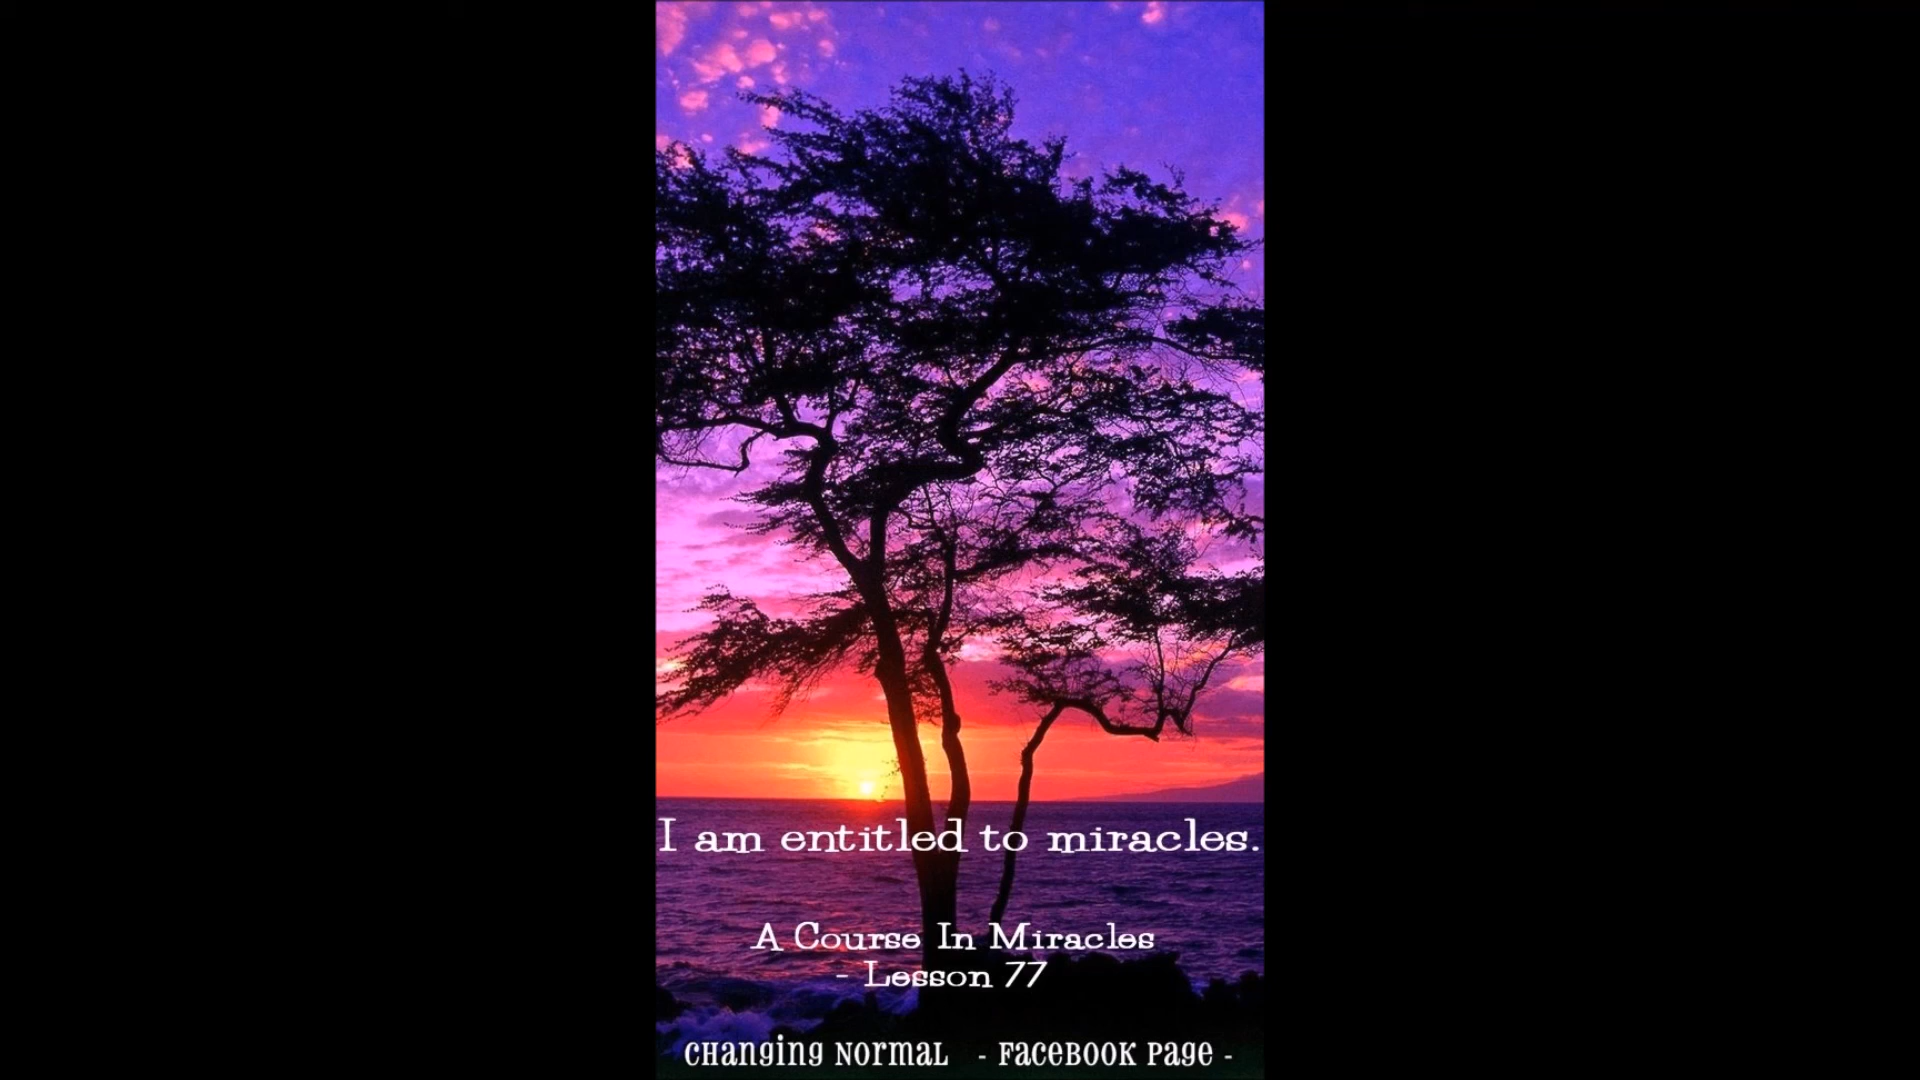 I am entitled to miracles.
A Course In Miracles
- Lesson 77
Changing Normal - Facebook Page -